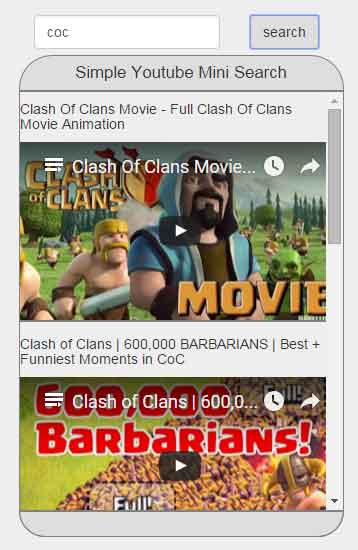 coc
search
Simple Youtube Mini Search
Clash Of Clans Movie - Full Clash Of Clans
Movie Animation
Clash Of Clans Movie...
CLASH
OF CLANS
MOVIE
Clash of Clans | 600,000 BARBARIANS | Best +
Funniest Moments in CoC
Clash of Clans | 600,0...
600,000
Full!
Barbarians!
Full!